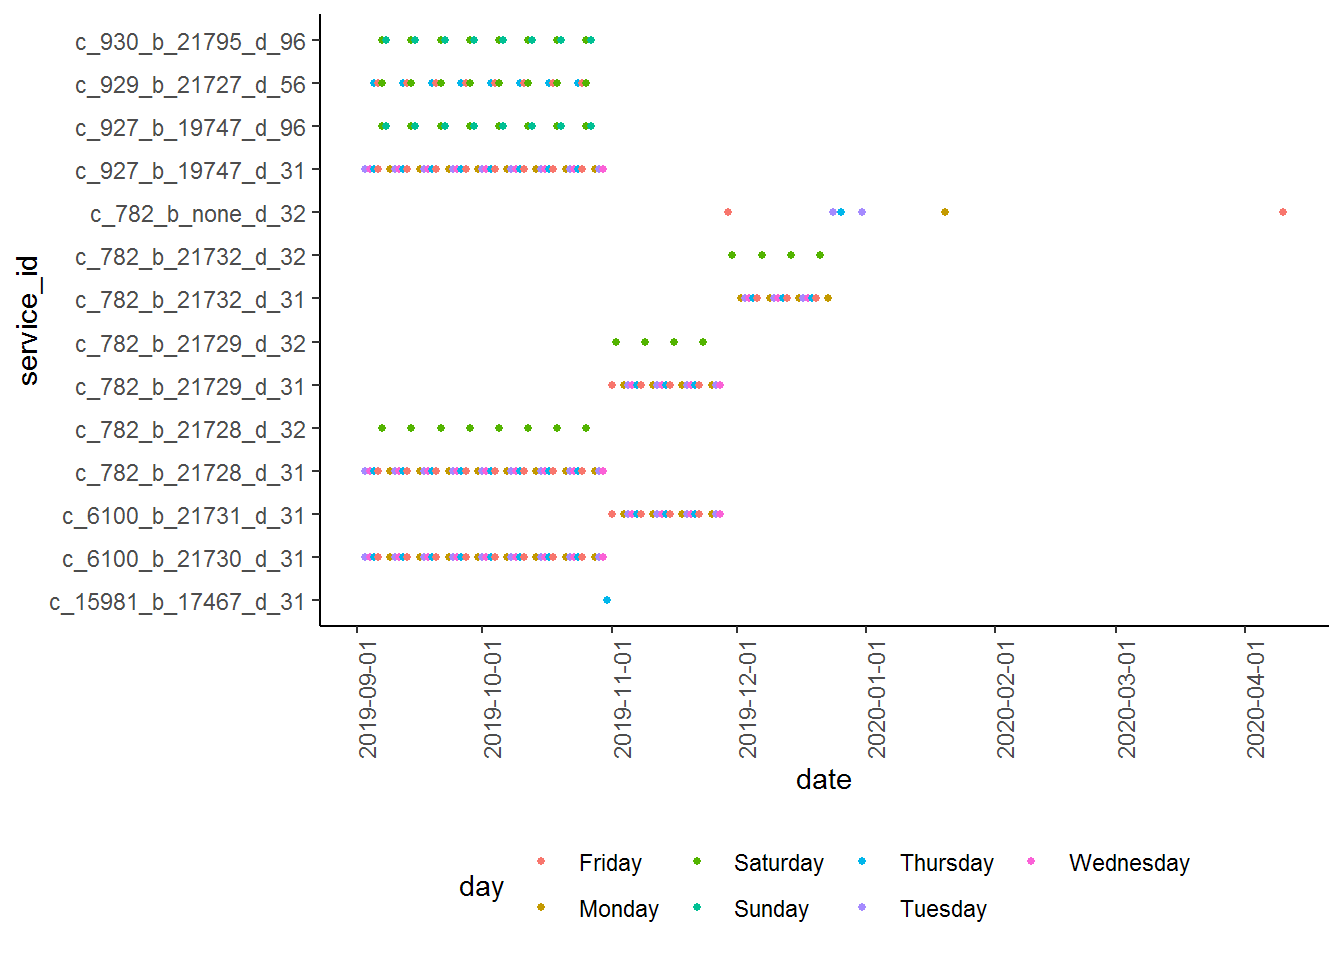 c_930_b_21795_d_96
c_929_b_21727_d_56
c_927_b_19747_d_96
c_927_b_19747_d_31
c_782_b_none_d_32
c_782_b_21732_d_32
c_782_b_21732_d_31
c_782_b_21729_d_32
c_782_b_21729_d_31
c_782_b_21728_d_32
c_782_b_21728_d_31
c_6100_b_21731_d_31
c_6100_b_21730_d_31
c_15981_b_17467_d_31
service_id
2019-09-01
2019-10-01
2019-11-01
2019-12-01
2020-01-01
2020-02-01
2020-03-01
2020-04-01
date
day
Friday Saturday Thursday Wednesday
Monday Sunday Tuesday